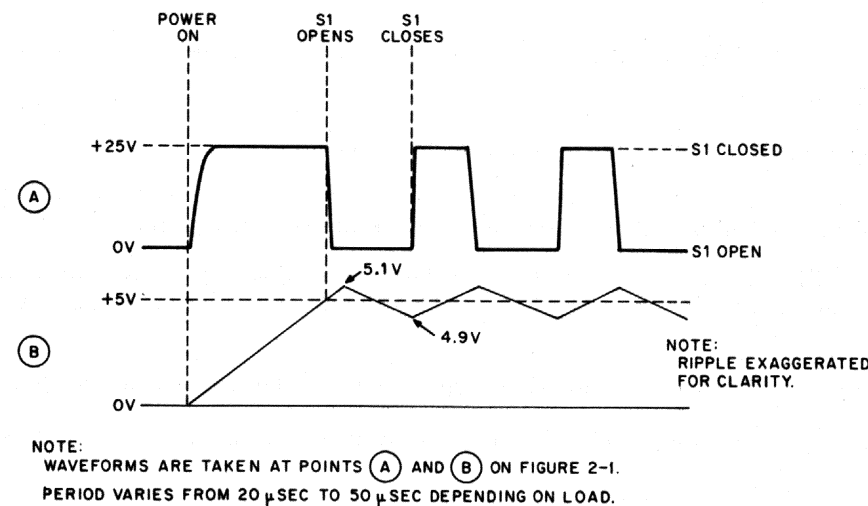 POWER ON
S1 OPENS
S1 CLOSES
+25V
S1 CLOSED
A
0V
S1 OPEN
5.1V
+5V
4.9V
B
NOTE:
RIPPLE EXAGGERATED
FOR CLARITY.
0V
NOTE:
WAVEFORMS ARE TAKEN AT POINTS A AND B ON FIGURE 2-1.
PERIOD VARIES FROM 20 µSEC TO 50 µSEC DEPENDING ON LOAD.